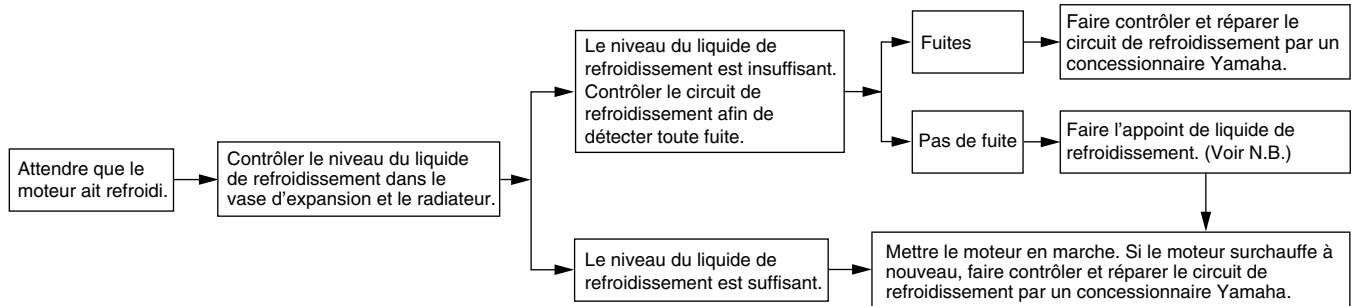 Attendre que le
moteur ait refroidi.
Contrôler le niveau du liquide
de refroidissement dans le
vase d'expansion et le radiateur.
Le niveau du liquide de
refroidissement est insuffisant.
Contrôler le circuit de
refroidissement afin de
détecter toute fuite.
Fuites
Faire contrôler et réparer le
circuit de refroidissement par un
concessionnaire Yamaha.
Pas de fuite
Faire l'appoint de liquide de
refroidissement. (Voir N.B.)
Le niveau du liquide de
refroidissement est suffisant.
Mettre le moteur en marche. Si le moteur surchauffe à
nouveau, faire contrôler et réparer le circuit de
refroidissement par un concessionnaire Yamaha.